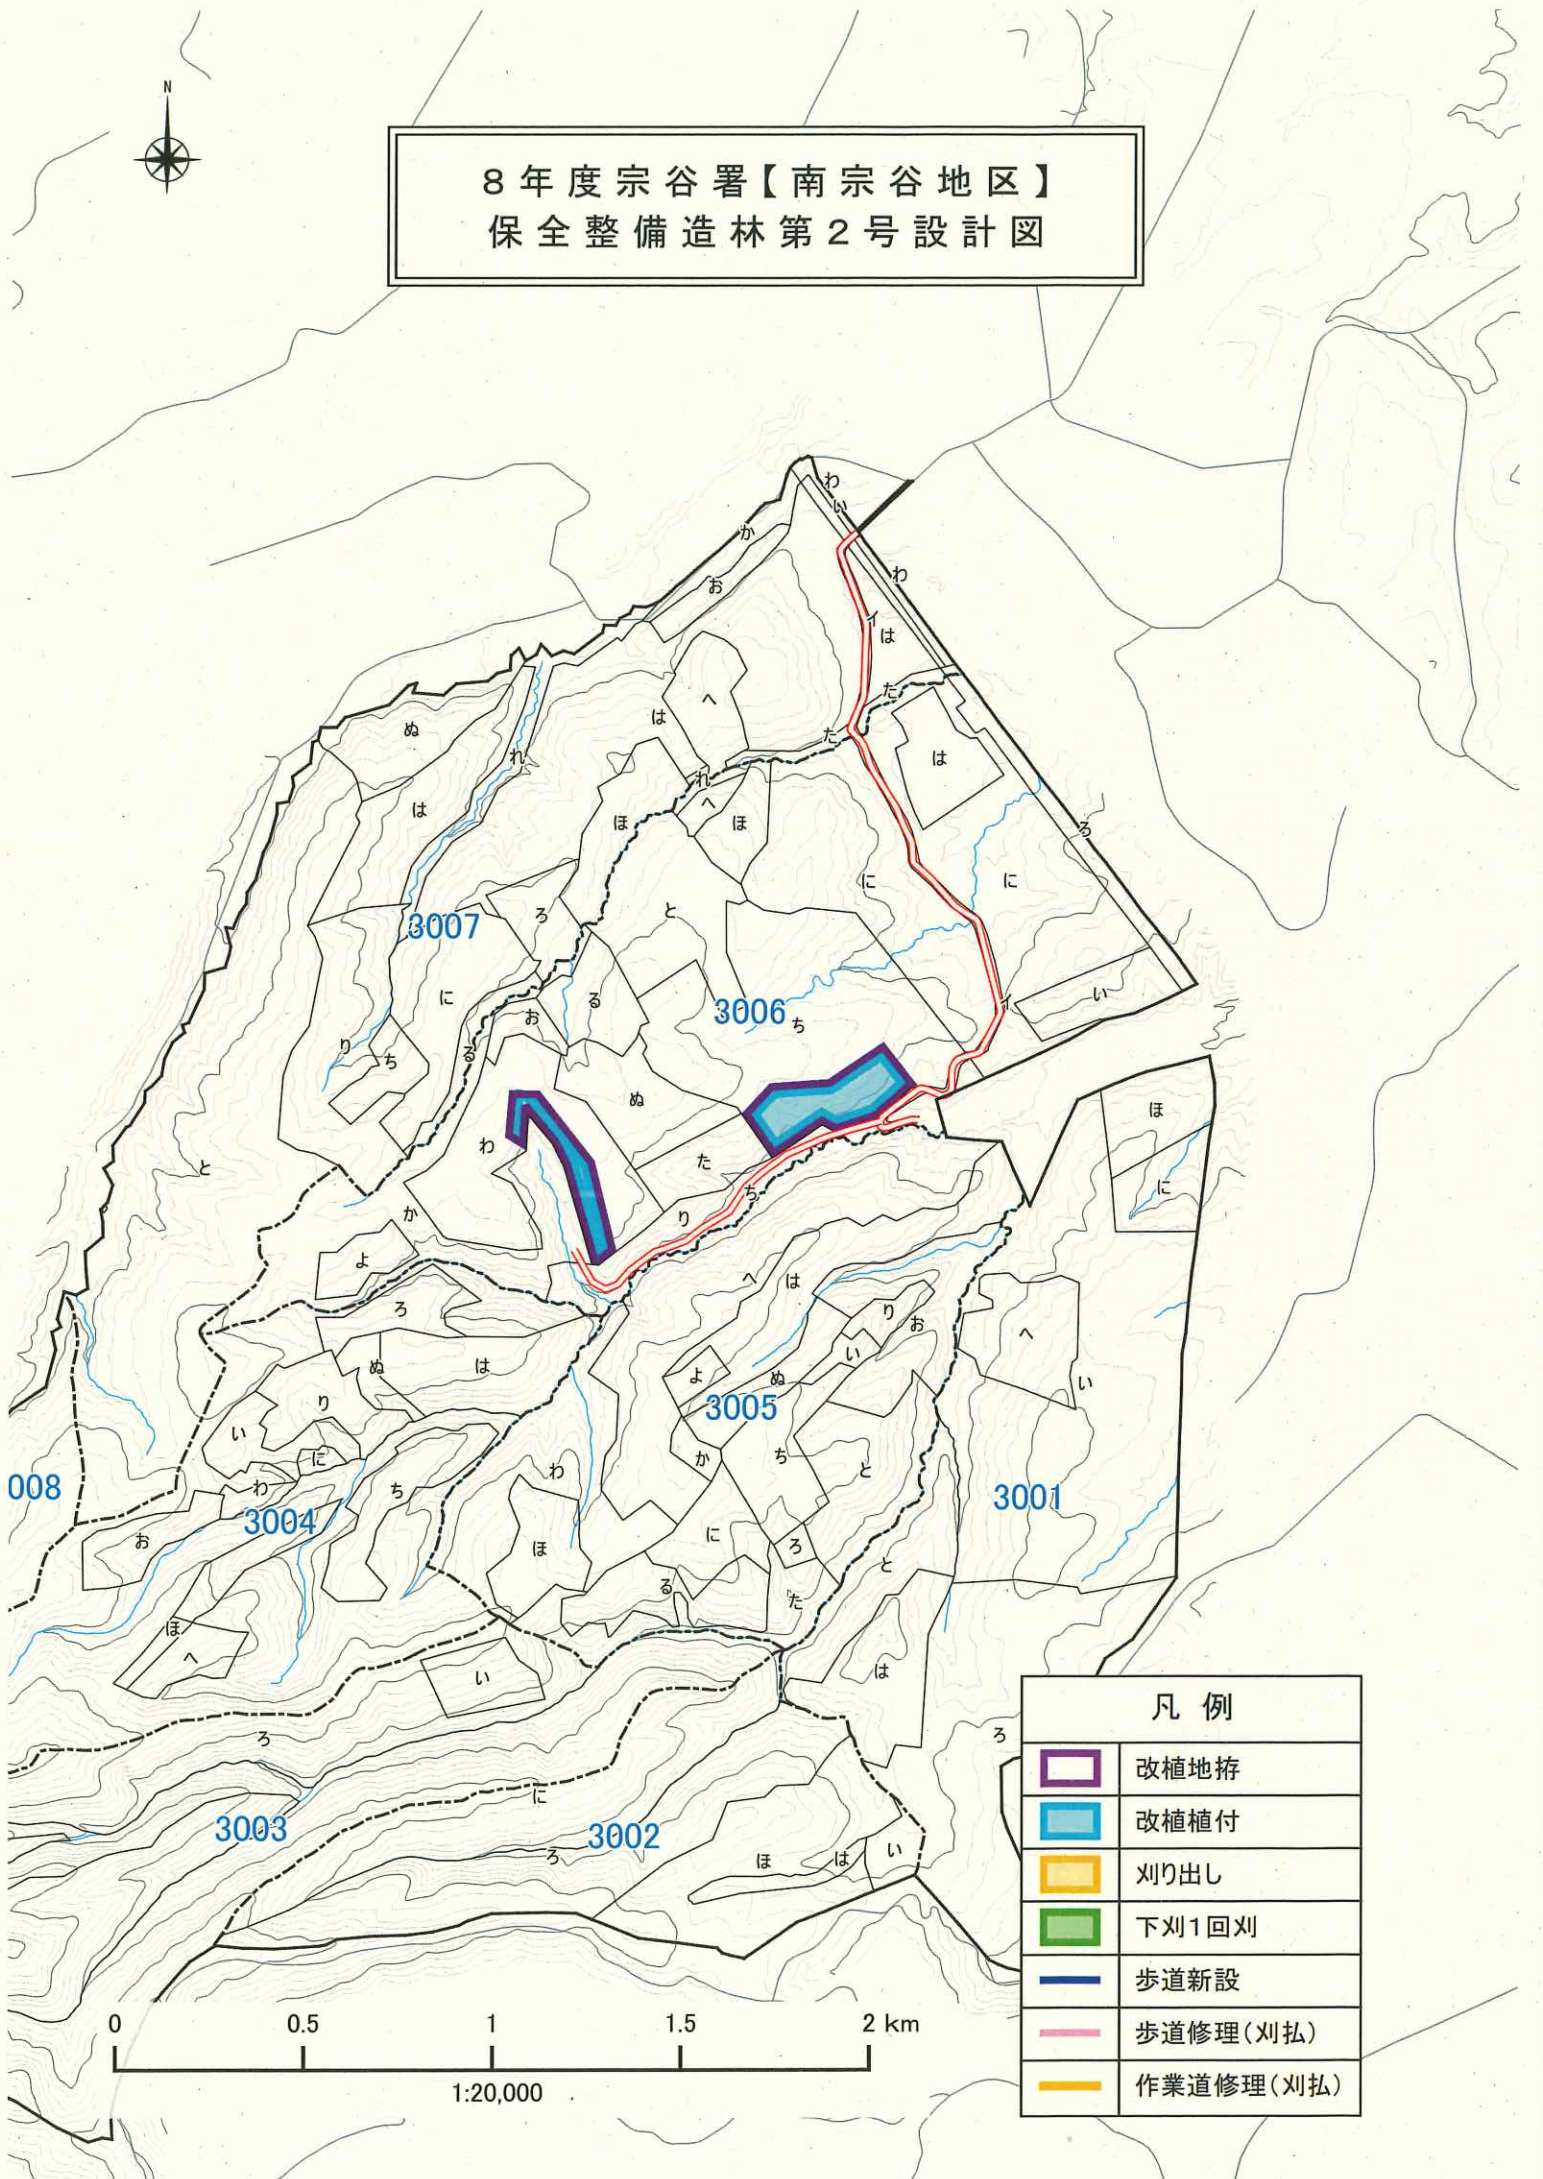 N
8年度宗谷署【南宗谷地区】
保全整備造林第2号設計図
わ
い
か
わ
お
イ
は
た
へ
は
ぬ
た
れ
は
れ
は
へ
ほ
ほ
ろ
に
に
と
ろ
3007
に
る
い
イ
お
3006
ち
り
ち
る
ぬ
ほ
わ
た
と
に
ち
か
り
よ
へ
は
ろ
り
お
へ
ぬ
は
い
よ
ぬ
い
3005
り
い
か
ち
に
わ
と
008
わ
ち
3001
3004
お
に
ほ
ろ
と
る
た
ほ
へ
い
は
ろ
ろ
に
3003
3002
ろ
ほ
は
い
凡例
改植地拵
改植植付
刈り出し
下刈1回刈
歩道新設
歩道修理(刈払)
作業道修理(刈払)
0 0.5 1 1.5 2 km
1:20,000